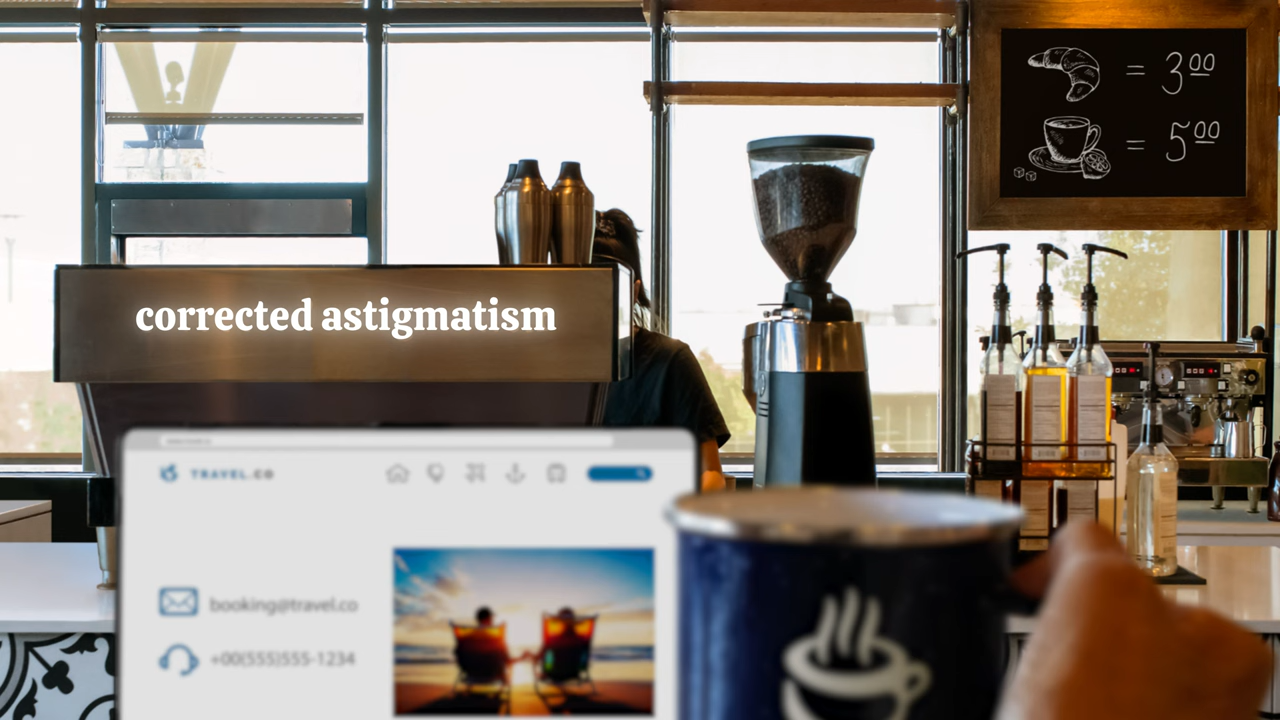 = 3⁰⁰
= 5⁰⁰
corrected astigmatism
TRAVEL.CO
booking@travel.co
+00(555)555-1234